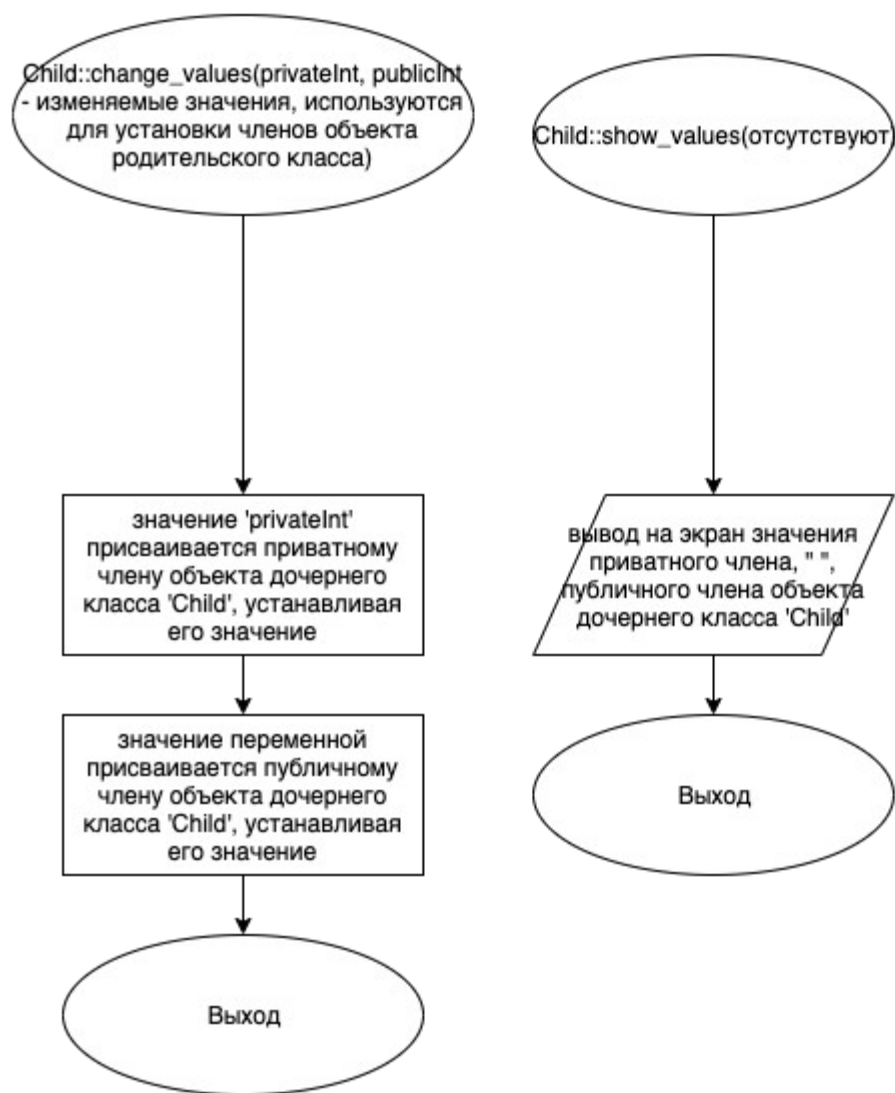 Child::change_values(privateInt, publicInt
- изменяемые значения, используются
для установки членов объекта
родительского класса)
значение 'privateInt'
присваивается приватному
члену объекта дочернего
класса 'Child', устанавливая
его значение
значение переменной
присваивается публичному
члену объекта дочернего
класса 'Child', устанавливая
его значение
Выход
Child::show_values(отсутствуют)
вывод на экран значения
приватного члена, " ",
публичного члена объекта
дочернего класса 'Child'
Выход